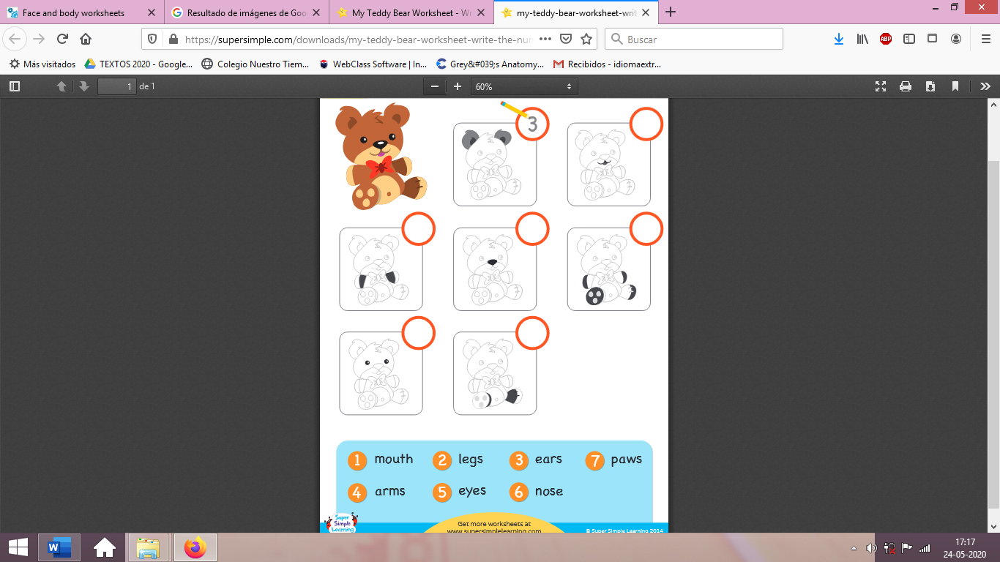 Face and body worksheets
Resultado de imágenes de Goo
My Teddy Bear Worksheet - Wr
my-teddy-bear-worksheet-writ
https://supersimple.com/downloads/my-teddy-bear-worksheet-write-the-num
Buscar
ABP
Más visitados
TEXTOS 2020 - Google...
Colegio Nuestro Tiem...
WebClass Software | In...
Grey&#039;s Anatomy...
Recibidos - idiomaextr...
1 de 1
60%
3
1 mouth 2 legs 3 ears 7 paws
4 arms 5 eyes 6 nose
Super
Simple
Learning
Get more worksheets at
www.supersimplelearning.com
© Super Simple Learning 2014
17:17
24-05-2020